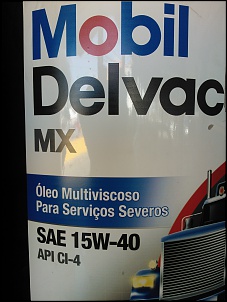 Mobil
Delvac
MX
Óleo Multiviscoso
Para Serviços Severos
SAE 15W-40
API CI-4